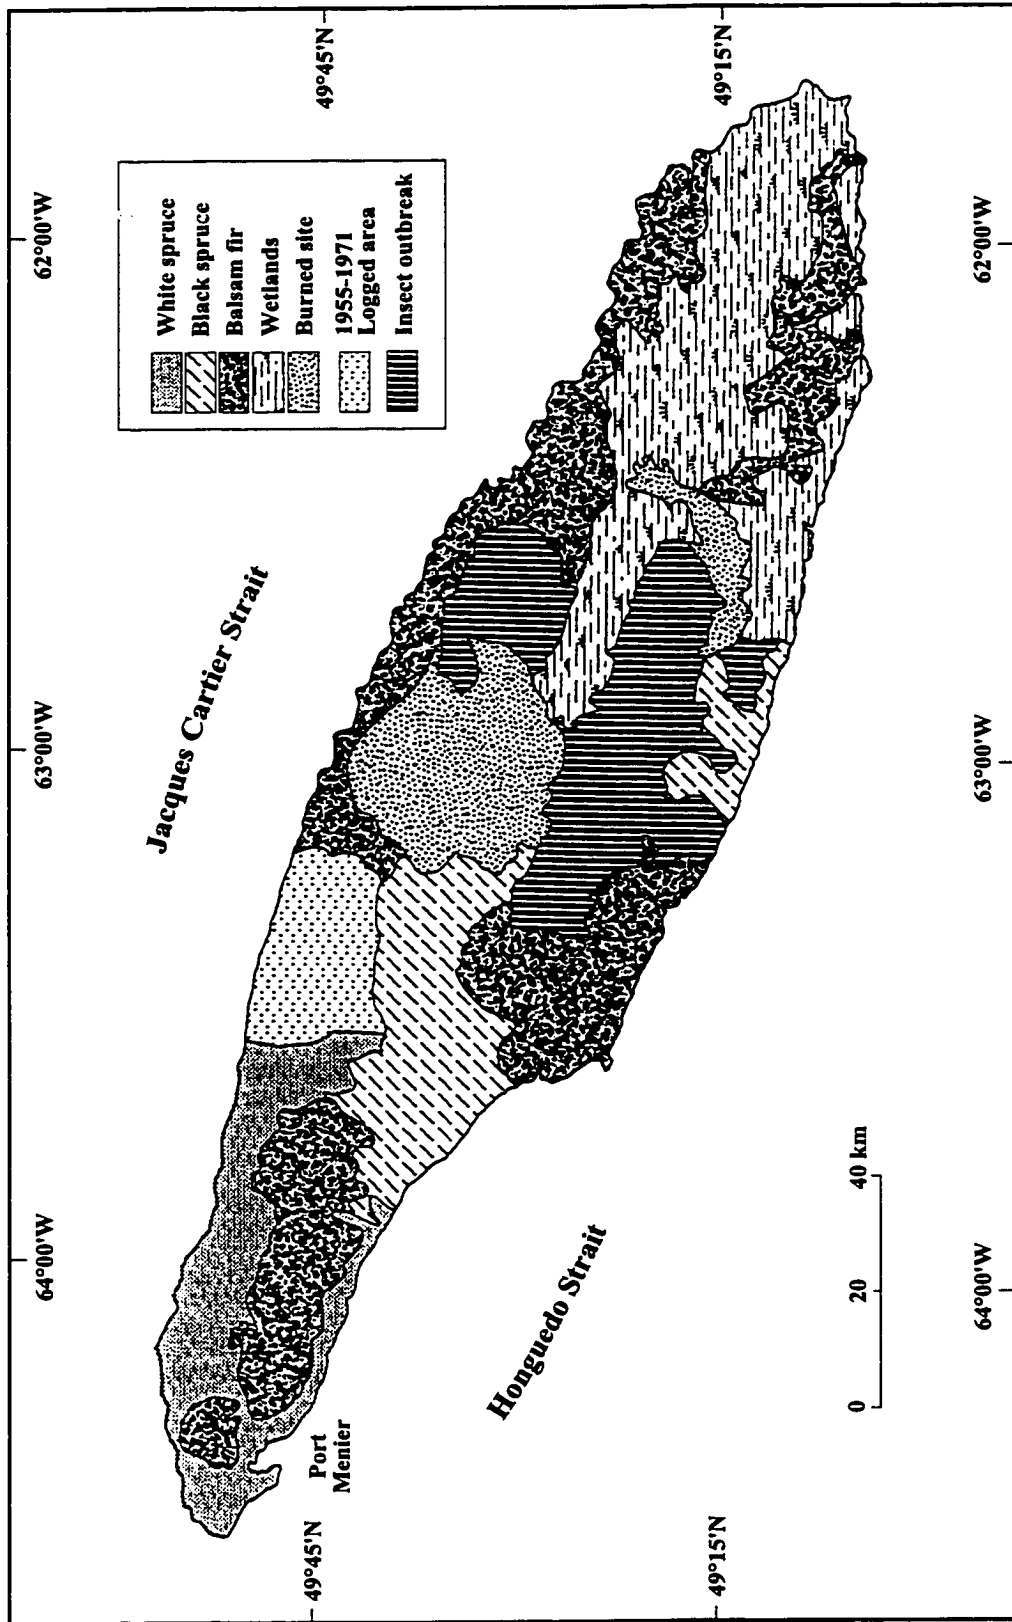 64°00'W
63°00'W
62°00'W
49°45'N
49°15'N
Jacques Cartier Strait
White spruce
Black spruce
Balsam fir
Wetlands
Burned site
1955-1971
Logged area
Insect outbreak
49°45'N
49°15'N
Port
Menier
Honguedo Strait
0
20
40 km
64°00'W
63°00'W
62°00'W